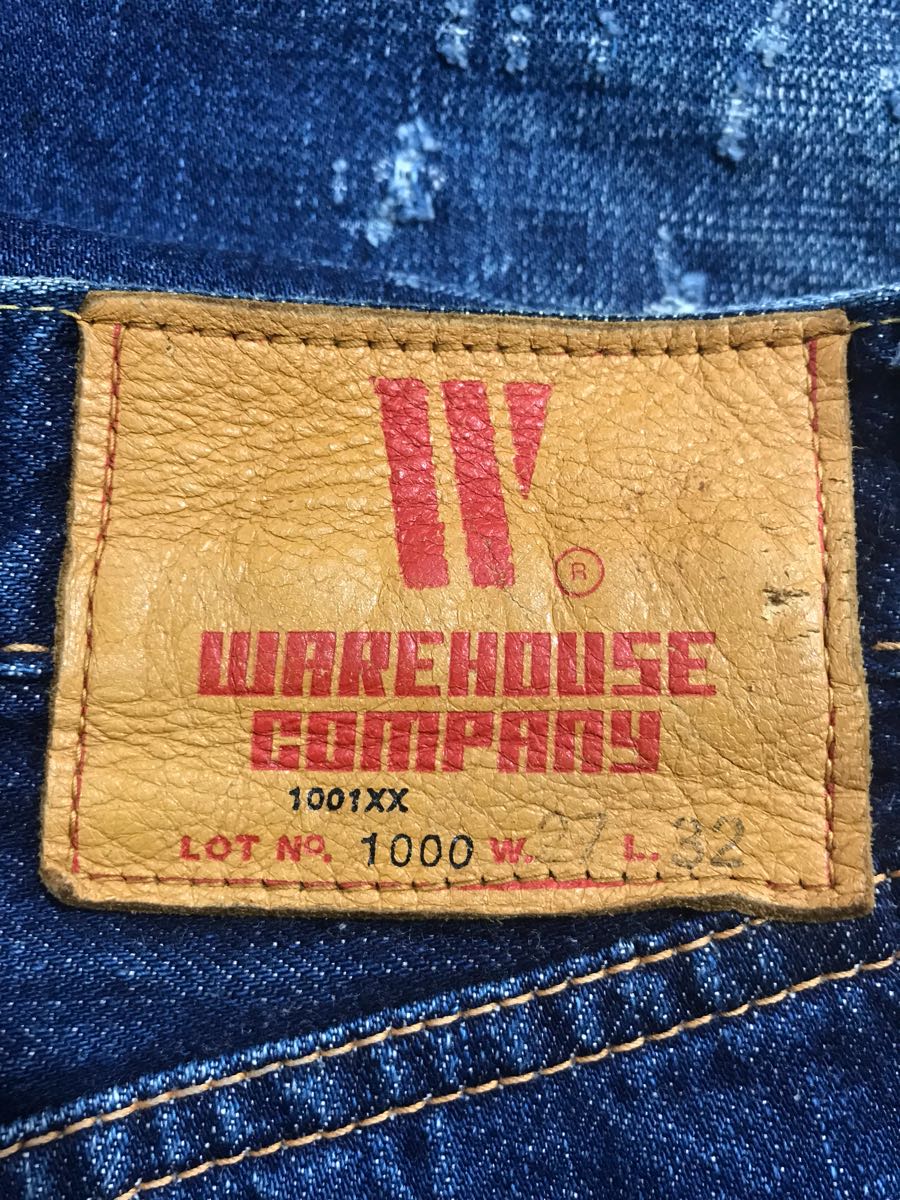 W
®
WAREHOUSE
COMPANY
1001XX
LOT NO. 1000 W. 27 L. 32